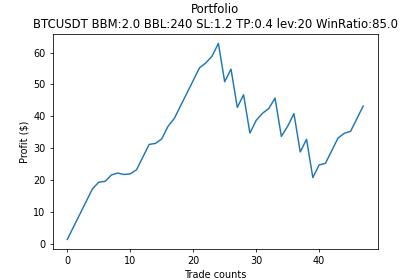 Portfolio
BTCUSDT BBM:2.0 BBL:240 SL:1.2 TP:0.4 lev:20 WinRatio:85.0
60
50
40
30
20
10
0
Profit ($)
0 10 20 30 40
Trade counts